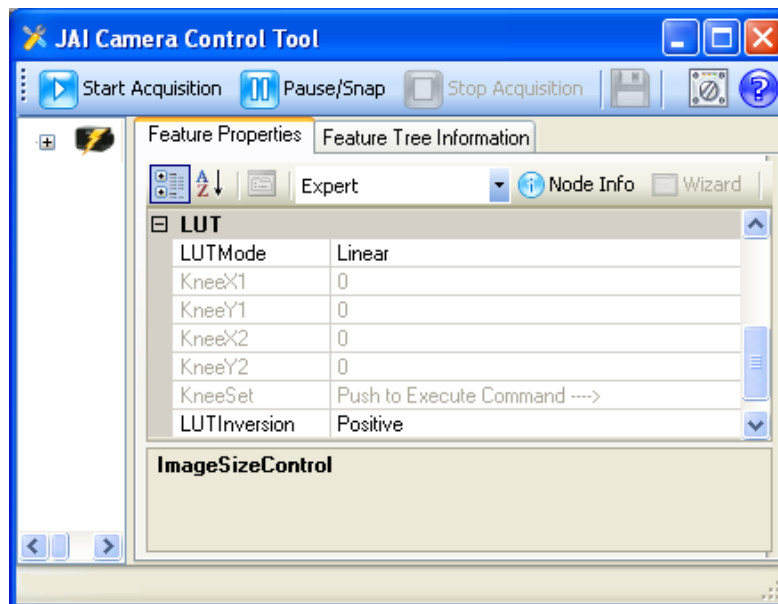 JAI Camera Control Tool
Start Acquisition Pause/Snap Stop Acquisition
Feature Properties Feature Tree Information
Expert Node Info Wizard
LUT
LUTMode Linear
KneeX1 0
KneeY1 0
KneeX2 0
KneeY2 0
KneeSet Push to Execute Command ---->
LUTInversion Positive
ImageSizeControl